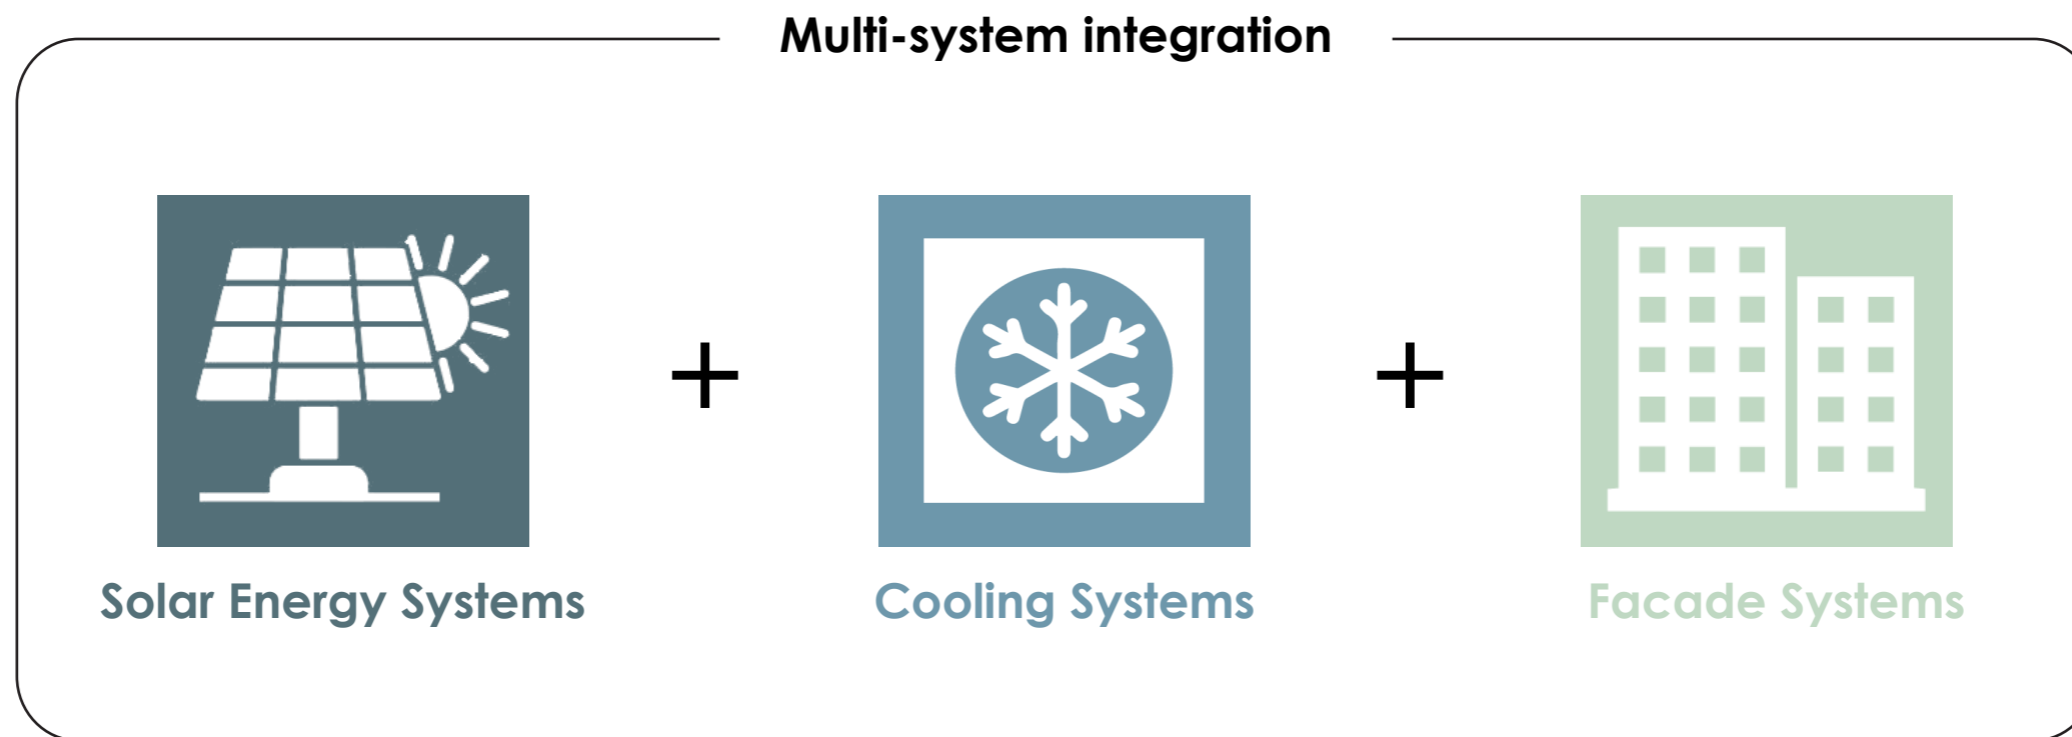 Multi-system integration
+
+
Solar Energy Systems
Cooling Systems
Facade Systems